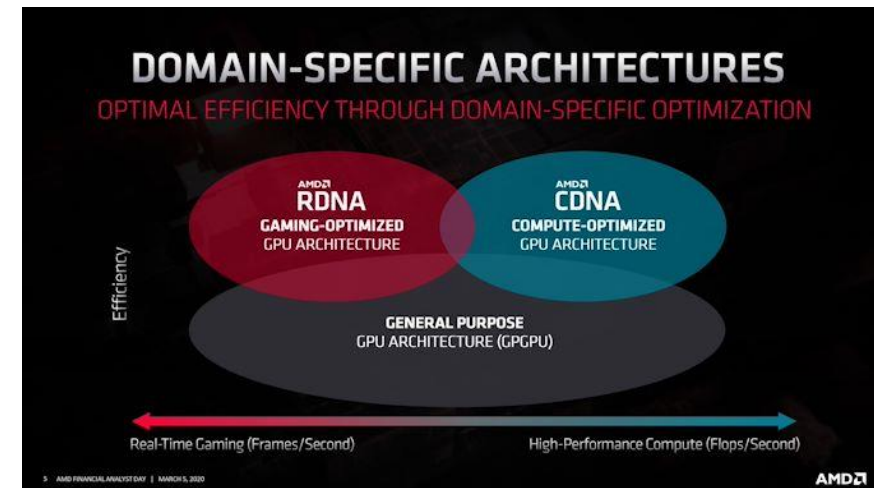 DOMAIN-SPECIFIC ARCHITECTURES
OPTIMAL EFFICIENCY THROUGH DOMAIN-SPECIFIC OPTIMIZATION
AMD
RDNA
GAMING-OPTIMIZED
GPU ARCHITECTURE
AMD
CDNA
COMPUTE-OPTIMIZED
GPU ARCHITECTURE
Efficiency
GENERAL PURPOSE
GPU ARCHITECTURE (GPGPU)
Real-Time Gaming (Frames/Second)
High-Performance Compute (Flops/Second)
5 AMD FINANCIAL ANALYST DAY | MARCH 5, 2020
AMD